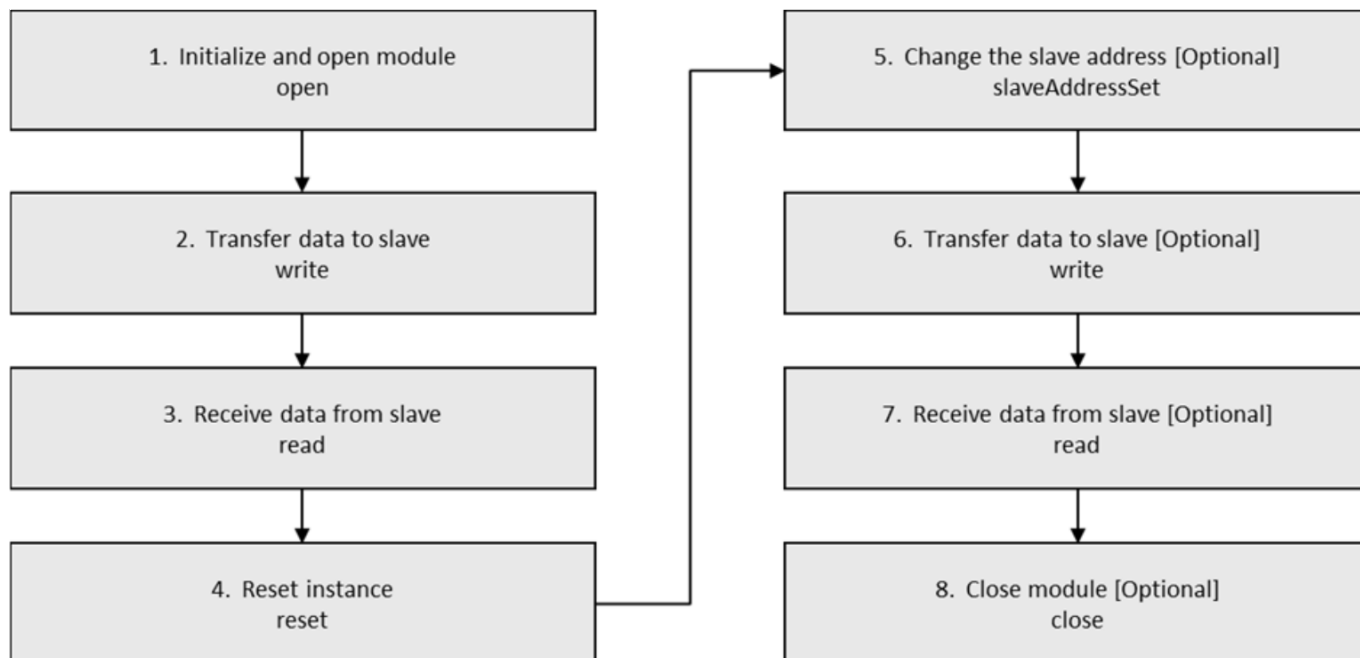 1. Initialize and open module
open
2. Transfer data to slave
write
3. Receive data from slave
read
4. Reset instance
reset
5. Change the slave address [Optional]
slaveAddressSet
6. Transfer data to slave [Optional]
write
7. Receive data from slave [Optional]
read
8. Close module [Optional]
close